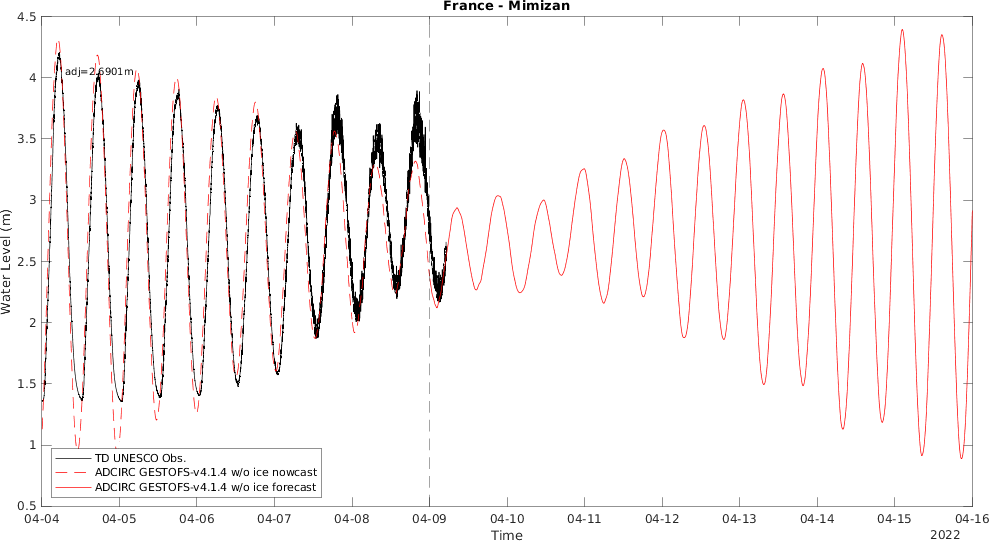 France - Mimizan
4.5
4
3.5
3
2.5
2
1.5
1
0.5
Water Level (m)
adj=2.6901m
TD UNESCO Obs.
ADCIRC GESTOFS-v4.1.4 w/o ice nowcast
ADCIRC GESTOFS-v4.1.4 w/o ice forecast
04-04 04-05 04-06 04-07 04-08 04-09 04-10 04-11 04-12 04-13 04-14 04-15 04-16
Time
2022